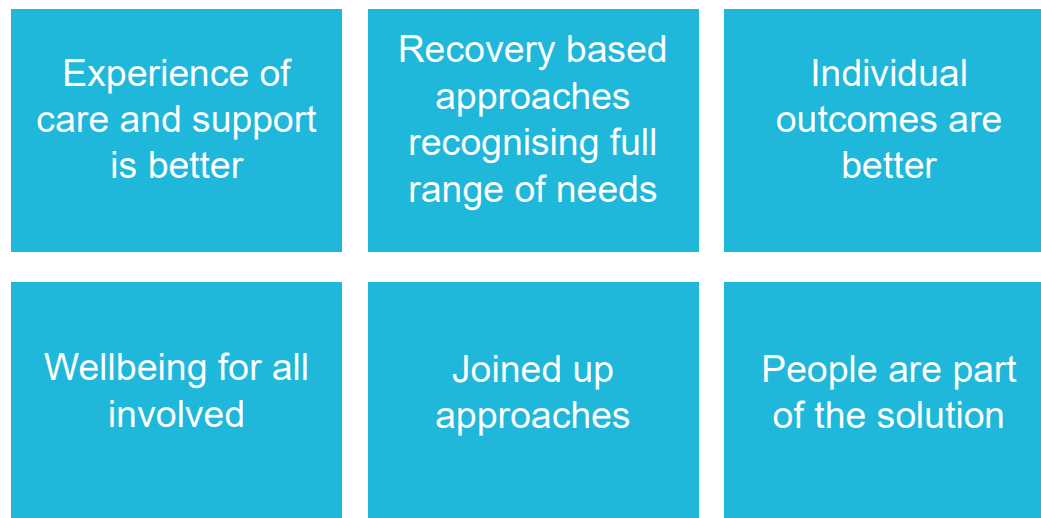 Experience of
care and support
is better
Recovery based
approaches
recognising full
range of needs
Individual
outcomes are
better
Wellbeing for all
involved
Joined up
approaches
People are part
of the solution